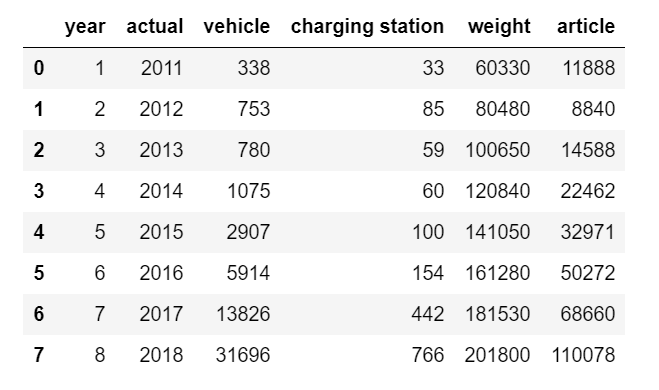 year actual vehicle charging station weight article
0 1 2011 338 33 60330 11888
1 2 2012 753 85 80480 8840
2 3 2013 780 59 100650 14588
3 4 2014 1075 60 120840 22462
4 5 2015 2907 100 141050 32971
5 6 2016 5914 154 161280 50272
6 7 2017 13826 442 181530 68660
7 8 2018 31696 766 201800 110078